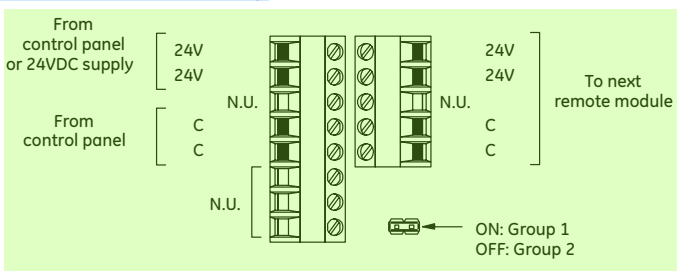 From
control panel
or 24VDC supply
24V
24V
N.U.
From
control panel
C
C
N.U.
24V
24V
N.U.
C
C
To next
remote module
ON: Group 1
OFF: Group 2